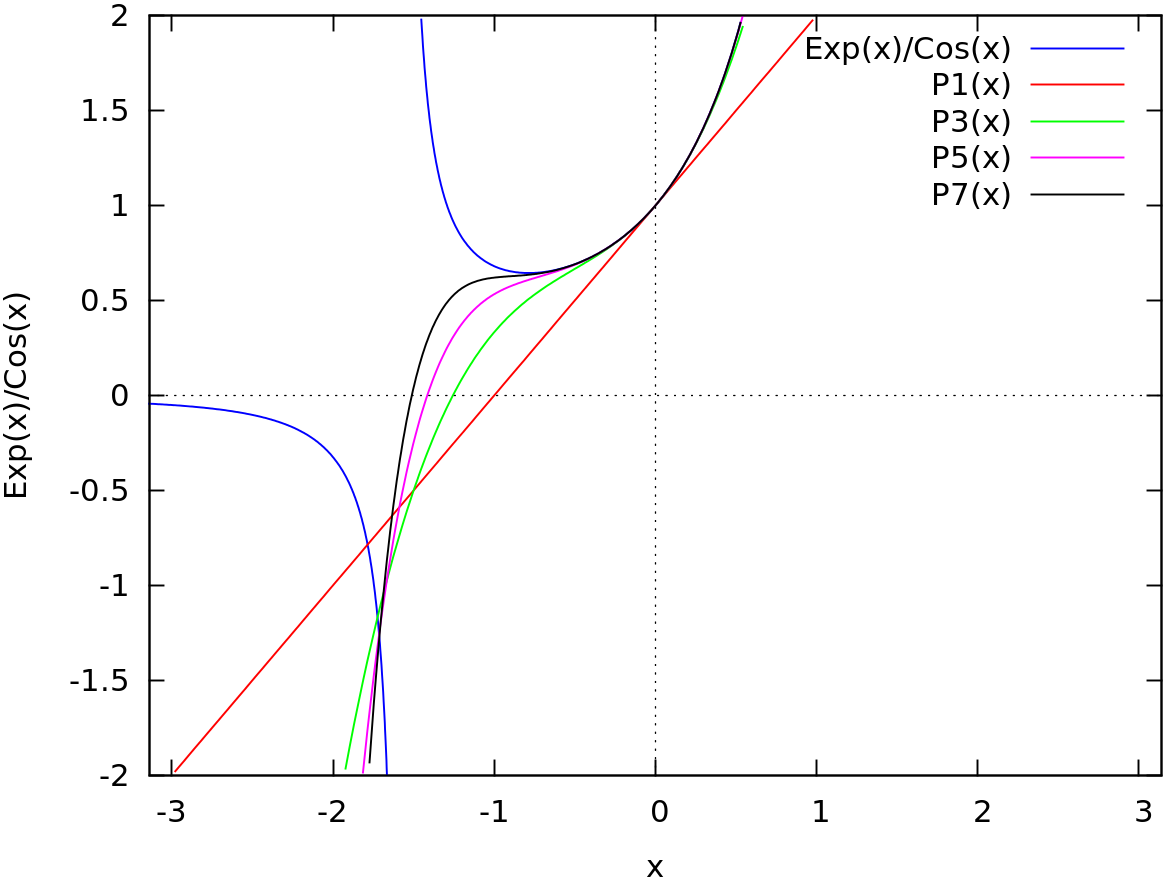 2
1.5
1
0.5
0
-0.5
-1
-1.5
-2
Exp(x)/Cos(x)
Exp(x)/Cos(x)
P1(x)
P3(x)
P5(x)
P7(x)
-3 -2 -1 0 1 2 3
x